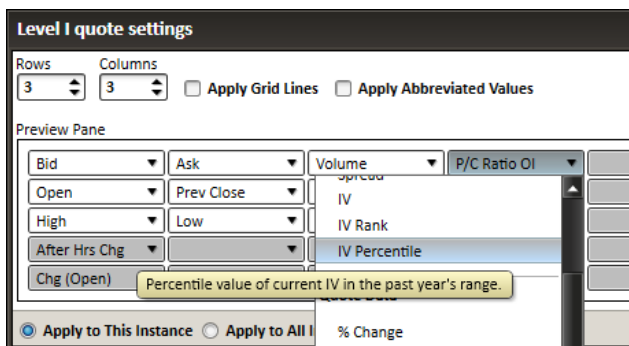 Level I quote settings
Rows Columns
3 3 Apply Grid Lines Apply Abbreviated Values
Preview Pane
Bid Ask Volume P/C Ratio OI
Spread
Open Prev Close
IV
High Low
IV Rank
After Hrs Chg
IV Percentile
Chg (Open)
Percentile value of current IV in the past year's range.
Quote Data
Apply to This Instance Apply to All
% Change